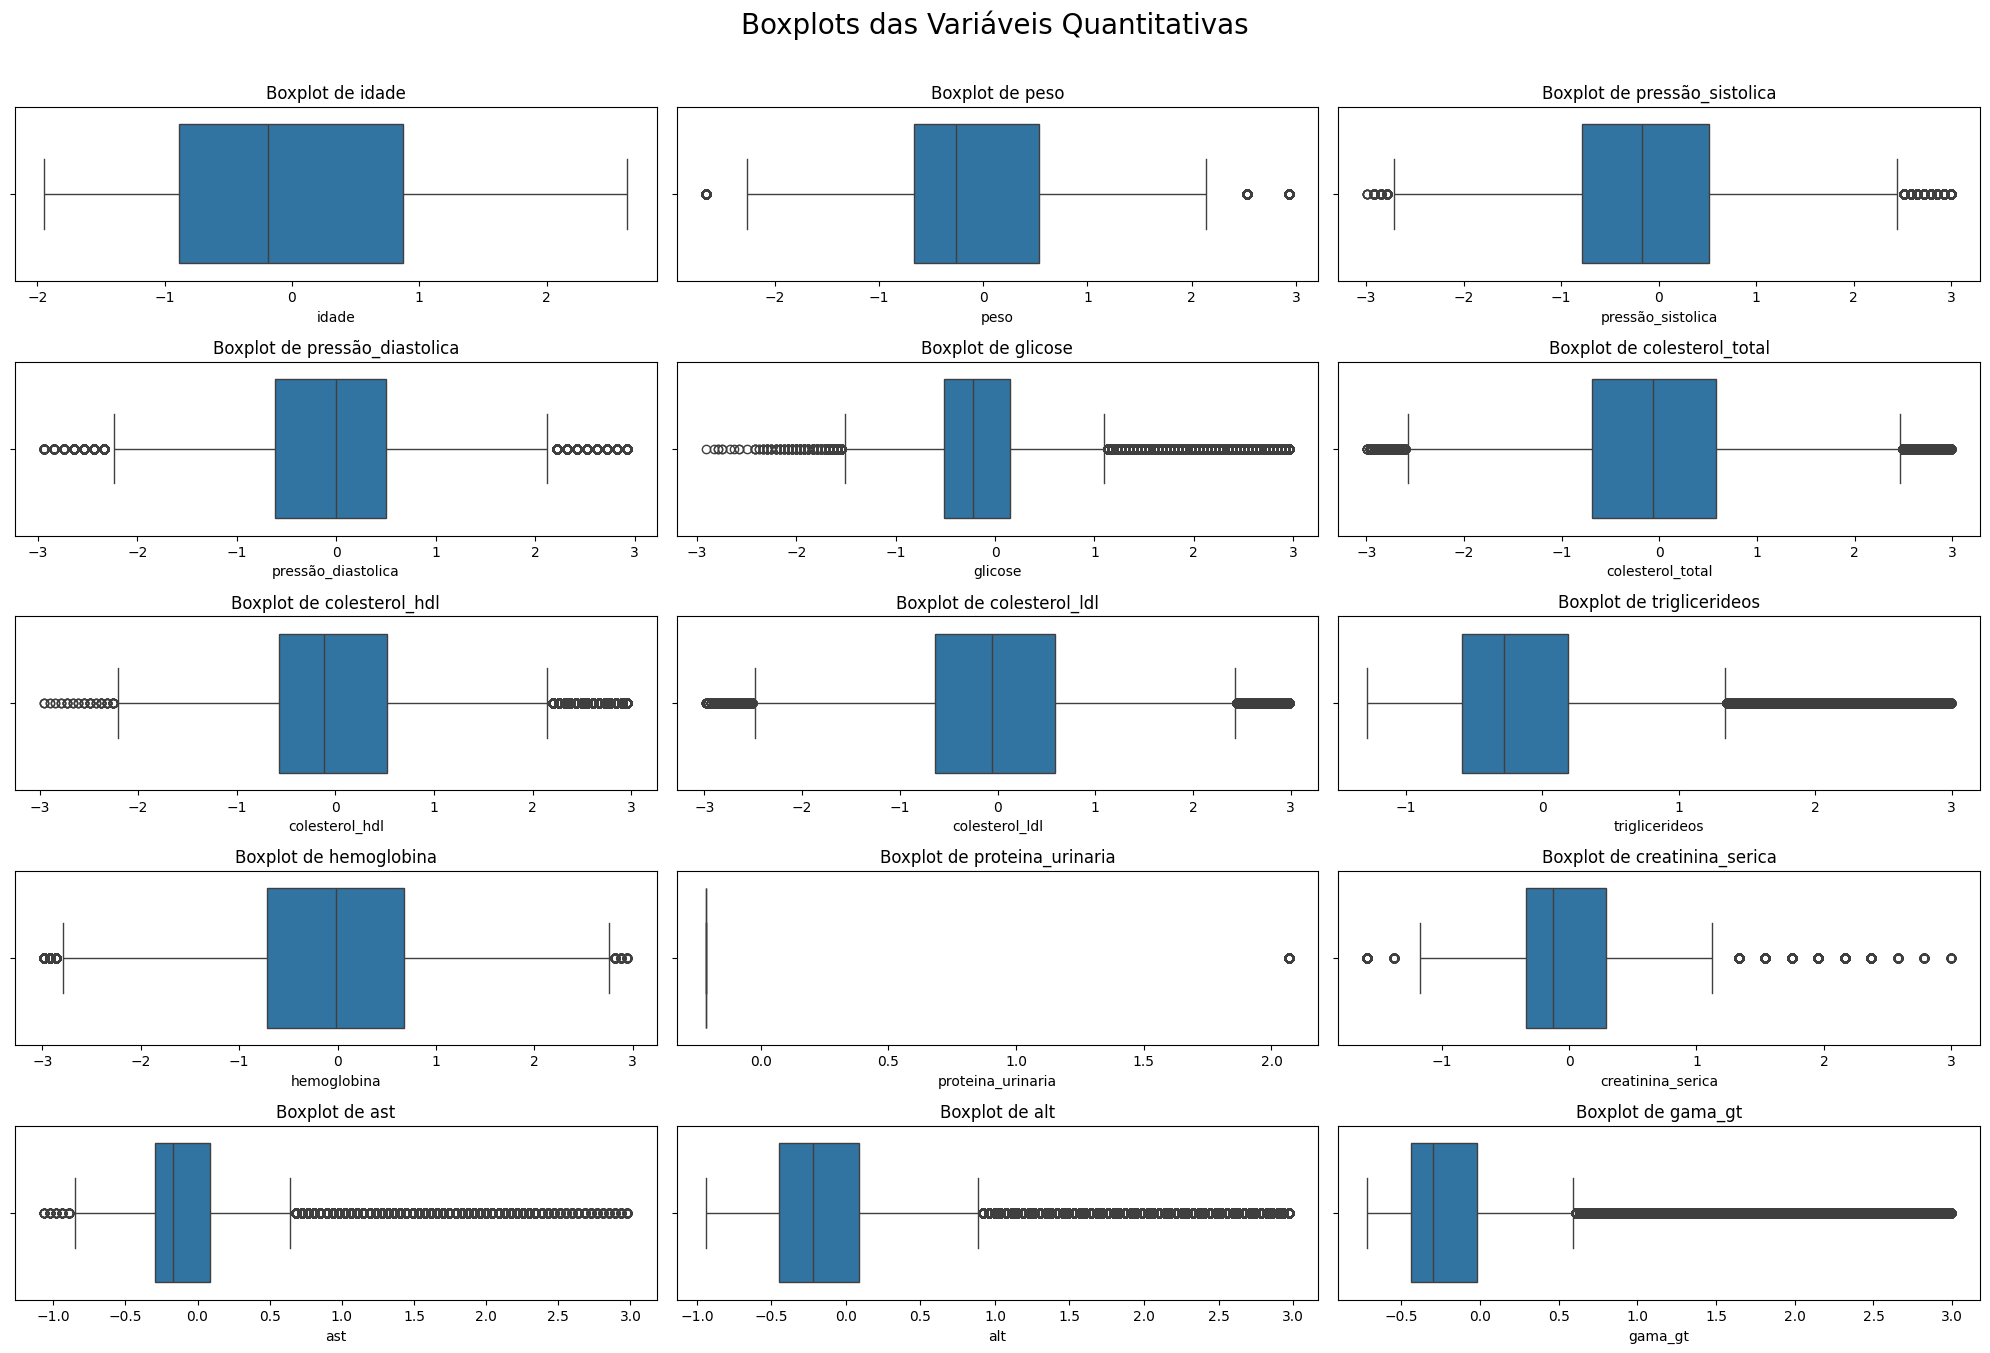 Boxplots das Variáveis Quantitativas
Boxplot de idade
−2 −1 0 1 2
idade
Boxplot de peso
−2 −1 0 1 2 3
peso
Boxplot de pressão_sistolica
−3 −2 −1 0 1 2 3
pressão_sistolica
Boxplot de pressão_diastolica
−3 −2 −1 0 1 2 3
pressão_diastolica
Boxplot de glicose
−3 −2 −1 0 1 2 3
glicose
Boxplot de colesterol_total
−3 −2 −1 0 1 2 3
colesterol_total
Boxplot de colesterol_hdl
−3 −2 −1 0 1 2 3
colesterol_hdl
Boxplot de colesterol_ldl
−3 −2 −1 0 1 2 3
colesterol_ldl
Boxplot de triglicerideos
−1 0 1 2 3
triglicerideos
Boxplot de hemoglobina
−3 −2 −1 0 1 2 3
hemoglobina
Boxplot de proteina_urinaria
0.0 0.5 1.0 1.5 2.0
proteina_urinaria
Boxplot de creatinina_serica
−1 0 1 2 3
creatinina_serica
Boxplot de ast
−1.0 −0.5 0.0 0.5 1.0 1.5 2.0 2.5 3.0
ast
Boxplot de alt
−1.0 −0.5 0.0 0.5 1.0 1.5 2.0 2.5 3.0
alt
Boxplot de gama_gt
−0.5 0.0 0.5 1.0 1.5 2.0 2.5 3.0
gama_gt